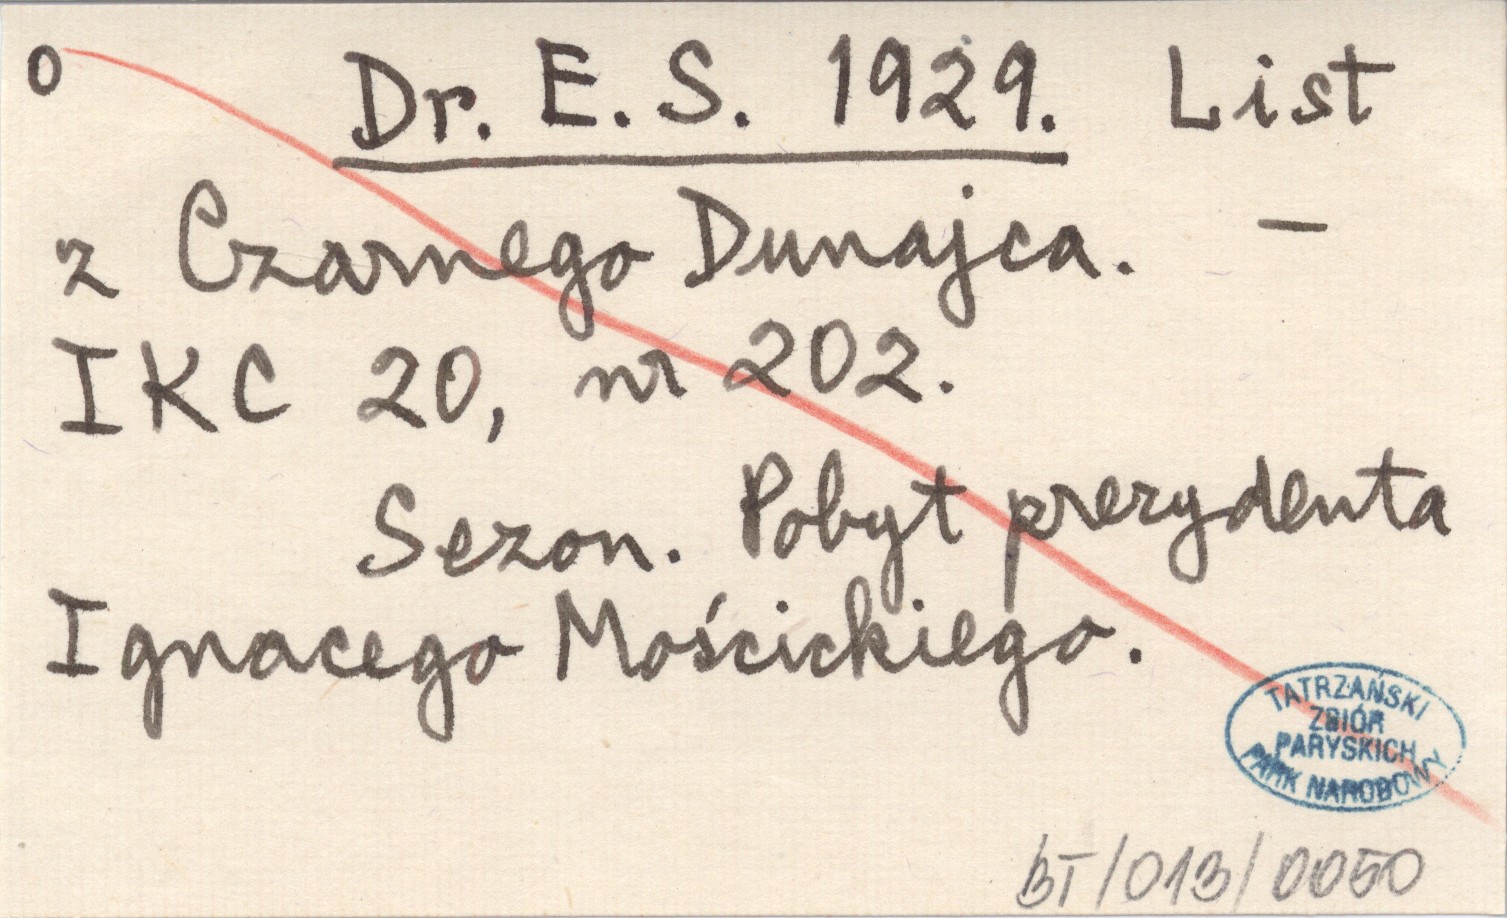 o Dr. E. S. 1929. List
z Czarnego Dunajca. –
IKC 20, nr 202.
Sezon. Pobyt prezydenta
Ignacego Mościckiego.
TATRZAŃSKI
ZBIÓR
PARYSKICH
PARK NARODOWY
BT/013/0050